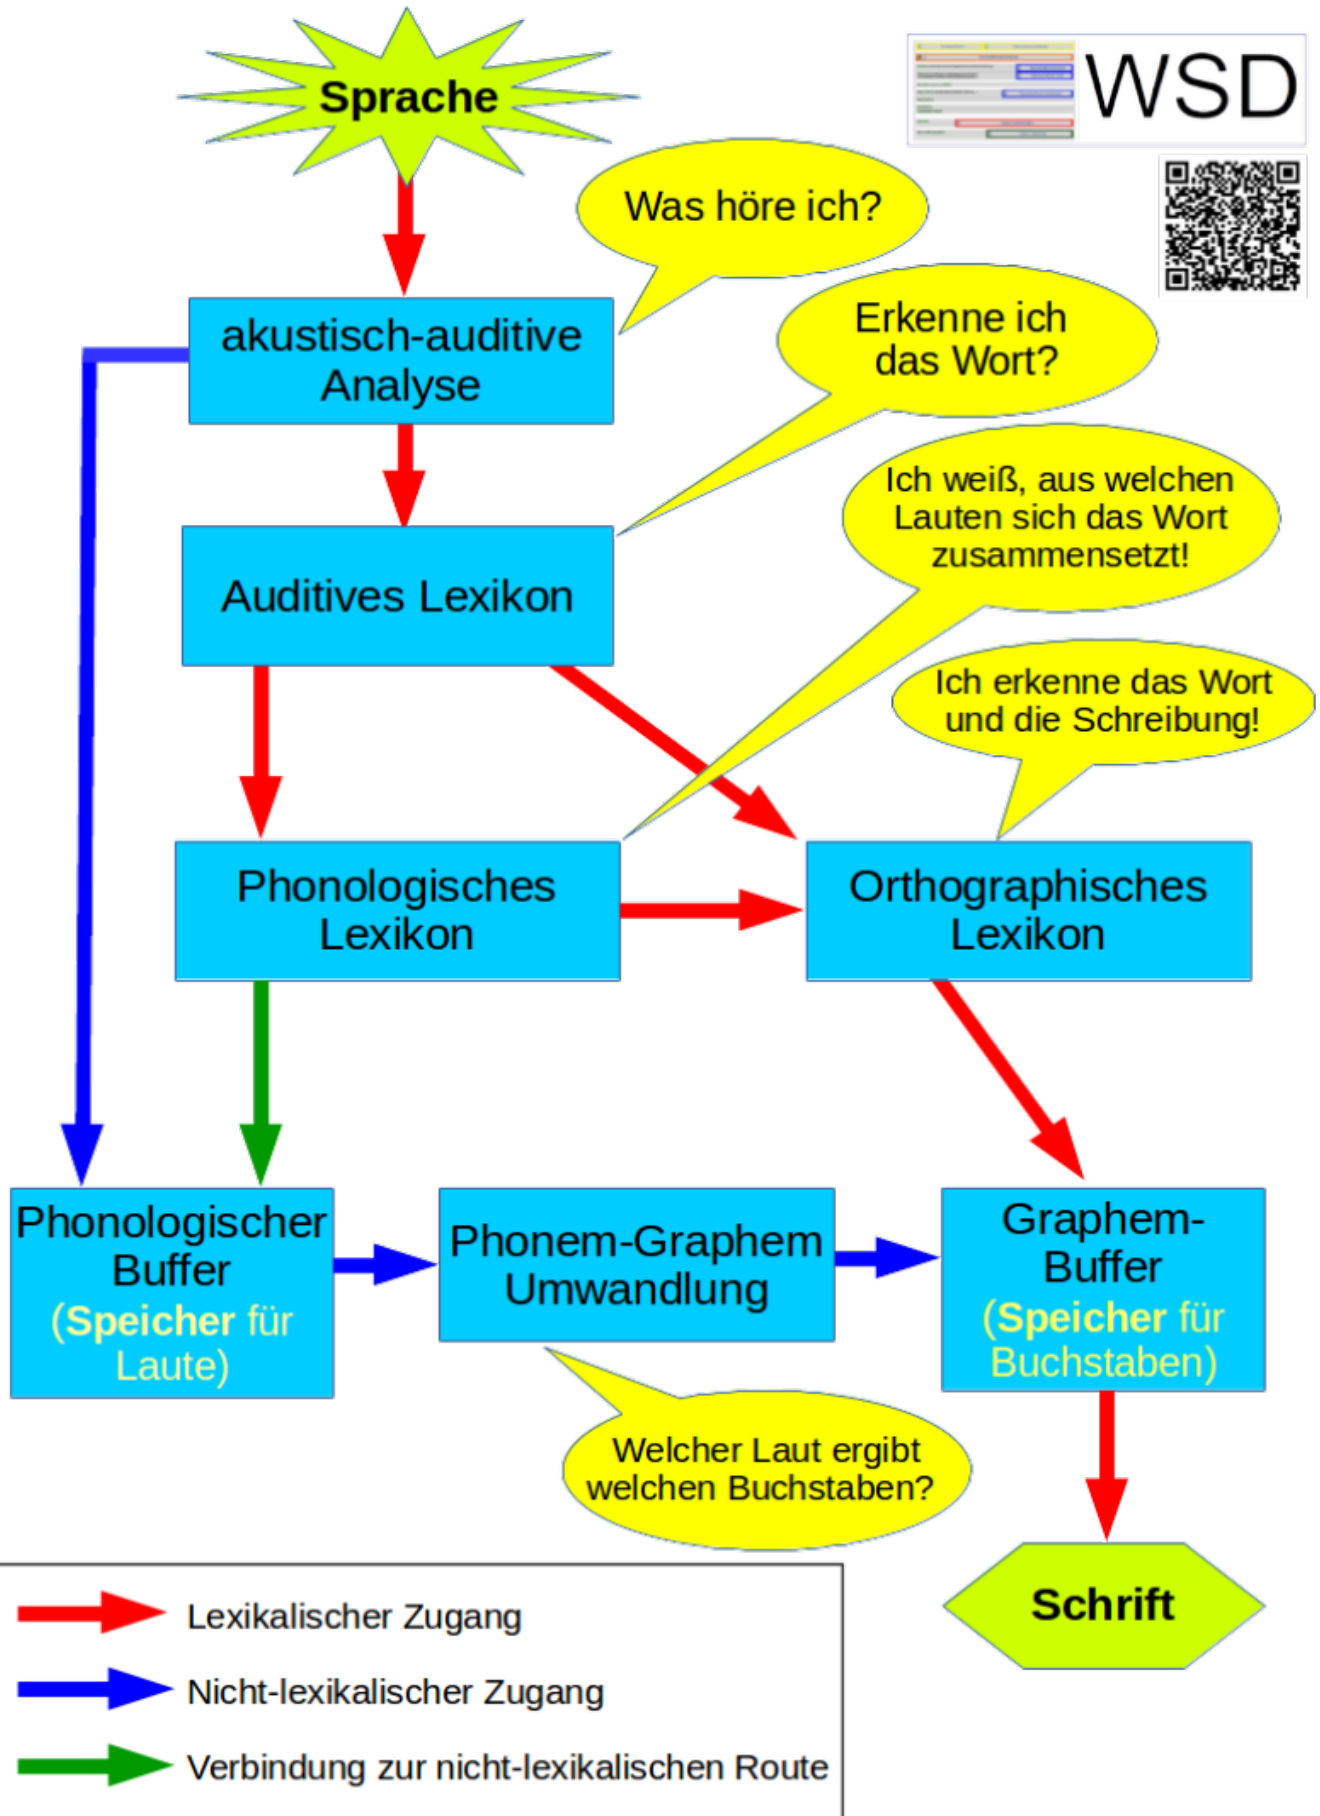 Sprache
WSD
Was höre ich?
Erkenne ich
das Wort?
akustisch-auditive
Analyse
Ich weiß, aus welchen
Lauten sich das Wort
zusammensetzt!
Auditives Lexikon
Ich erkenne das Wort
und die Schreibung!
Phonologisches
Lexikon
Orthographisches
Lexikon
Phonologischer
Buffer
(Speicher für
Laute)
Phonem-Graphem
Umwandlung
Graphem-
Buffer
(Speicher für
Buchstaben)
Welcher Laut ergibt
welchen Buchstaben?
Schrift
Lexikalischer Zugang
Nicht-lexikalischer Zugang
Verbindung zur nicht-lexikalischen Route